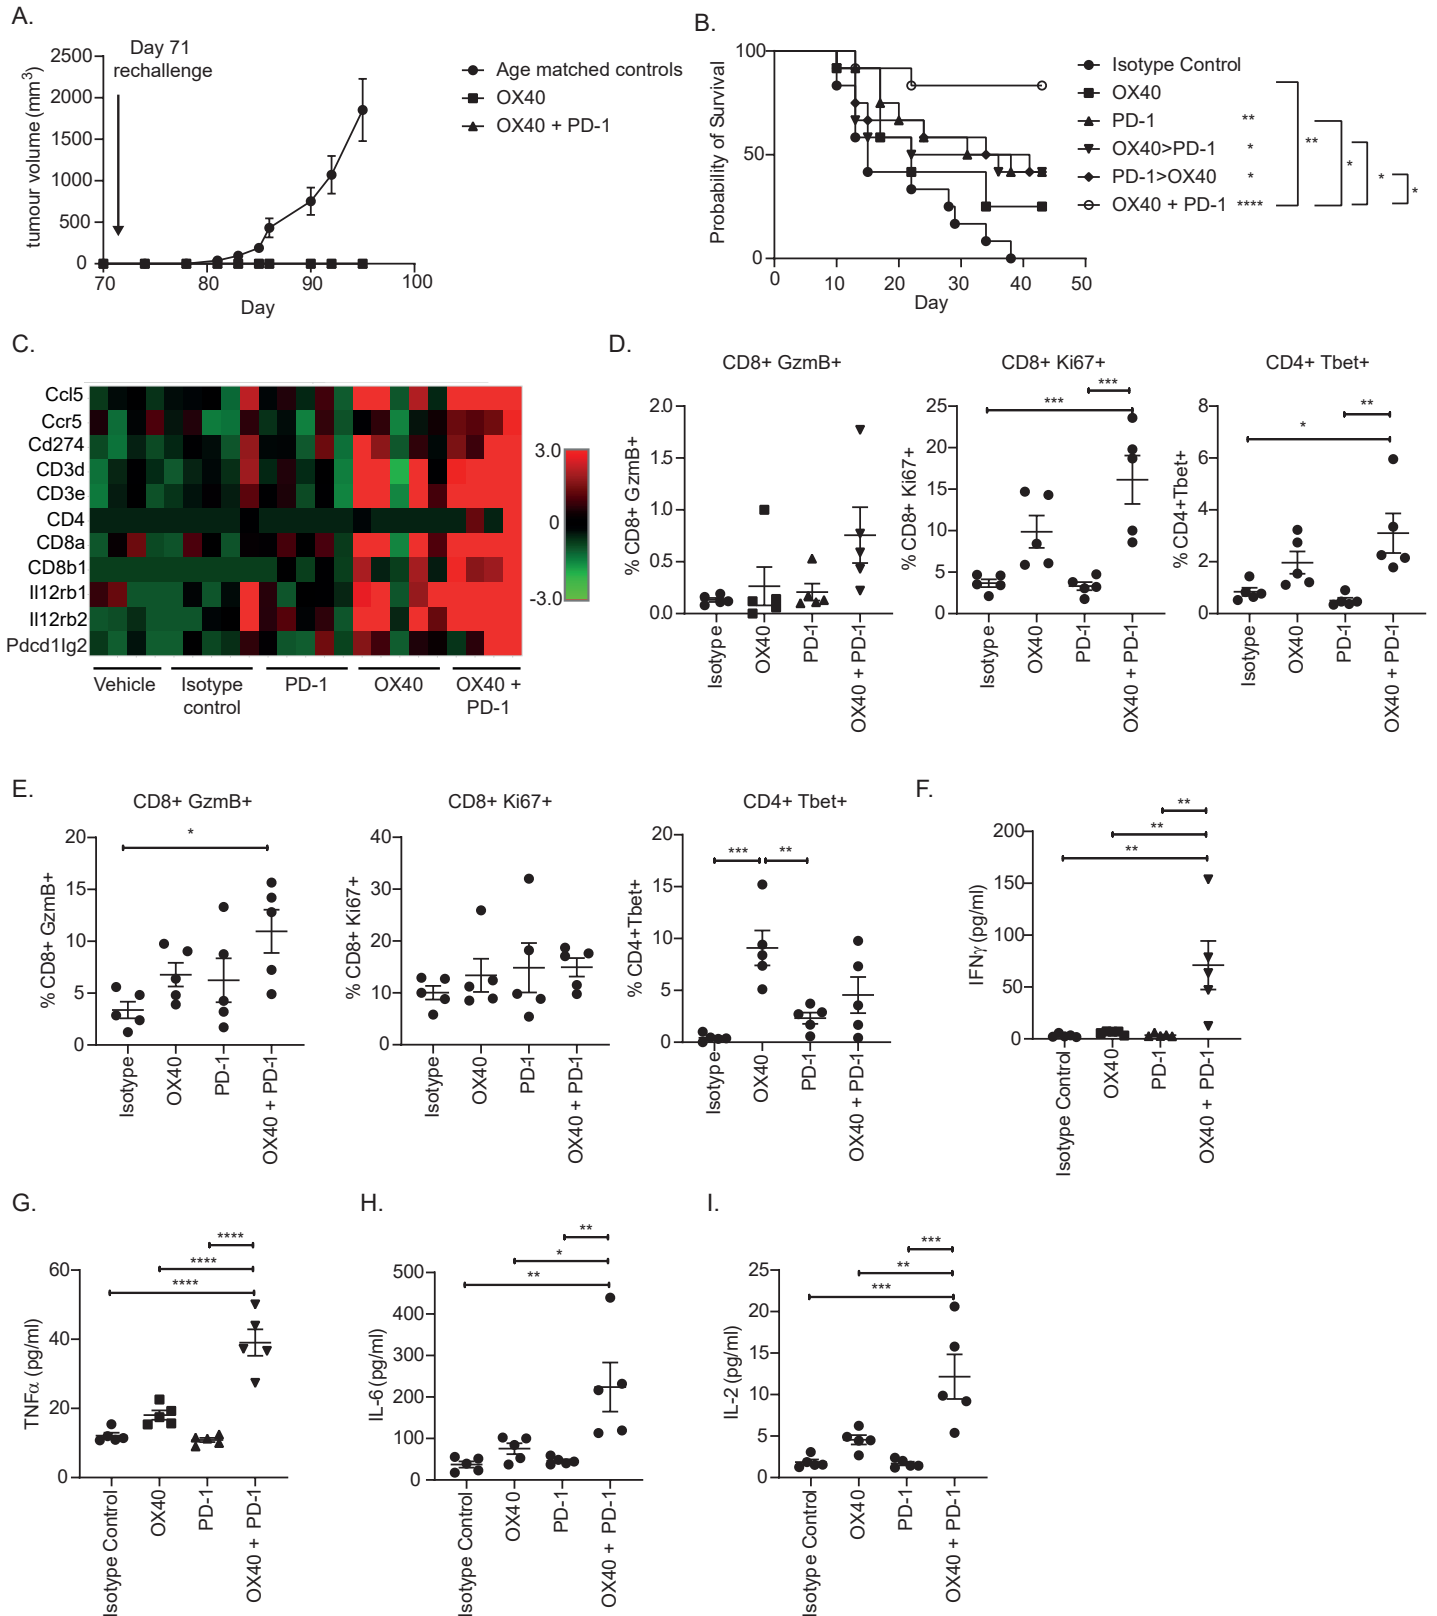 A.
Day 71
rechallenge
tumour volume (mm³)
2500
2000
1500
1000
500
0
70
80
90
100
Day
Age matched controls
OX40
OX40 + PD-1
B.
Probability of Survival
100
50
0
0
10
20
30
40
50
Day
Isotype Control
OX40
PD-1 **
OX40>PD-1 *
PD-1>OX40 *
OX40 + PD-1 ****
**
*
*
*
C.
Ccl5
Ccr5
Cd274
CD3d
CD3e
CD4
CD8a
CD8b1
Il12rb1
Il12rb2
Pdcd1lg2
3.0
0
-3.0
Vehicle
Isotype
control
PD-1
OX40
OX40 +
PD-1
D.
CD8+ GzmB+
% CD8+ GzmB+
2.0
1.5
1.0
0.5
0.0
Isotype
OX40
PD-1
OX40 + PD-1
CD8+ Ki67+
***
***
% CD8+ Ki67+
25
20
15
10
5
0
Isotype
OX40
PD-1
OX40 + PD-1
CD4+ Tbet+
**
*
% CD4+Tbet+
8
6
4
2
0
Isotype
OX40
PD-1
OX40 + PD-1
E.
CD8+ GzmB+
*
% CD8+ GzmB+
20
15
10
5
0
Isotype
OX40
PD-1
OX40 + PD-1
CD8+ Ki67+
% CD8+ Ki67+
40
30
20
10
0
Isotype
OX40
PD-1
OX40 + PD-1
CD4+ Tbet+
*** **
% CD4+Tbet+
20
15
10
5
0
Isotype
OX40
PD-1
OX40 + PD-1
F.
**
**
**
IFNγ (pg/ml)
200
150
100
50
0
Isotype Control
OX40
PD-1
OX40 + PD-1
G.
****
****
****
TNFα (pg/ml)
60
40
20
0
Isotype Control
OX40
PD-1
OX40 + PD-1
H.
**
*
**
IL-6 (pg/ml)
500
400
300
200
100
0
Isotype Control
OX40
PD-1
OX40 + PD-1
I.
***
**
***
IL-2 (pg/ml)
25
20
15
10
5
0
Isotype Control
OX40
PD-1
OX40 + PD-1